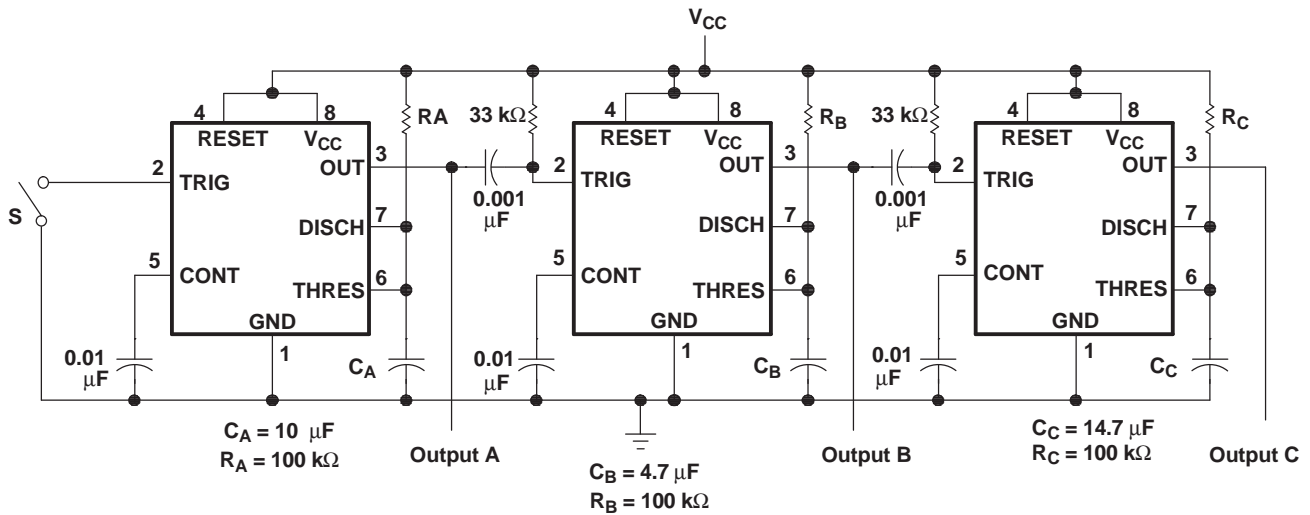 VCC
4
8
RESET
VCC
2
TRIG
OUT
3
DISCH
7
5
CONT
THRES
6
GND
1
S
0.01
μF
RA
CA
CA = 10 μF
RA = 100 kΩ
Output A
33 kΩ
0.001
μF
4
8
RESET
VCC
2
TRIG
OUT
3
DISCH
7
5
CONT
THRES
6
GND
1
0.01
μF
RB
CB
CB = 4.7 μF
RB = 100 kΩ
Output B
33 kΩ
0.001
μF
4
8
RESET
VCC
2
TRIG
OUT
3
DISCH
7
5
CONT
THRES
6
GND
1
0.01
μF
RC
CC
CC = 14.7 μF
RC = 100 kΩ
Output C